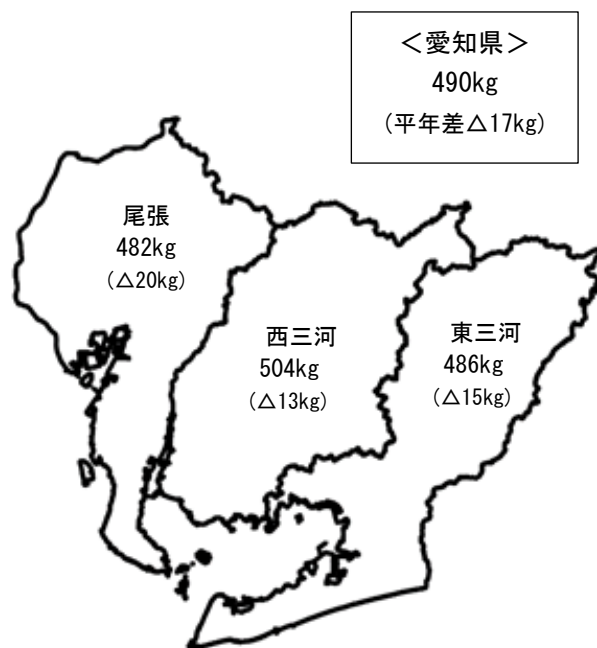 ＜愛知県＞
490kg
(平年差△17kg)
尾張
482kg
(△20kg)
西三河
504kg
(△13kg)
東三河
486kg
(△15kg)